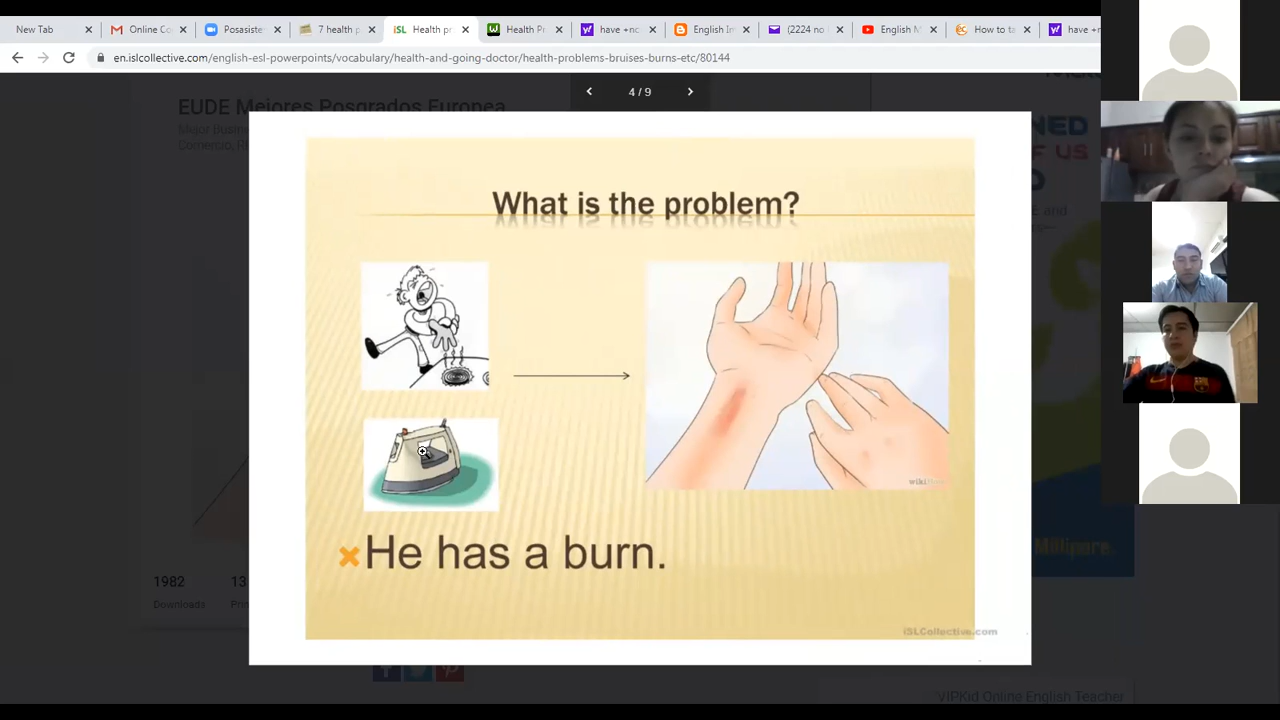 New Tab
Online Co
Posasiste
7 health
iSL Health pr
Health Pr
have +no
English Im
(2224 no
English M
How to ta
have +n
en.islcollective.com/english-esl-powerpoints/vocabulary/health-and-going-doctor/health-problems-bruises-burns-etc/80144
4 / 9
EUDE Mejores Posgrados Europea
What is the problem?
He has a burn.
iSLCollective.com
1982
13
Downloads
Millipore.
VIPKid Online English Teacher